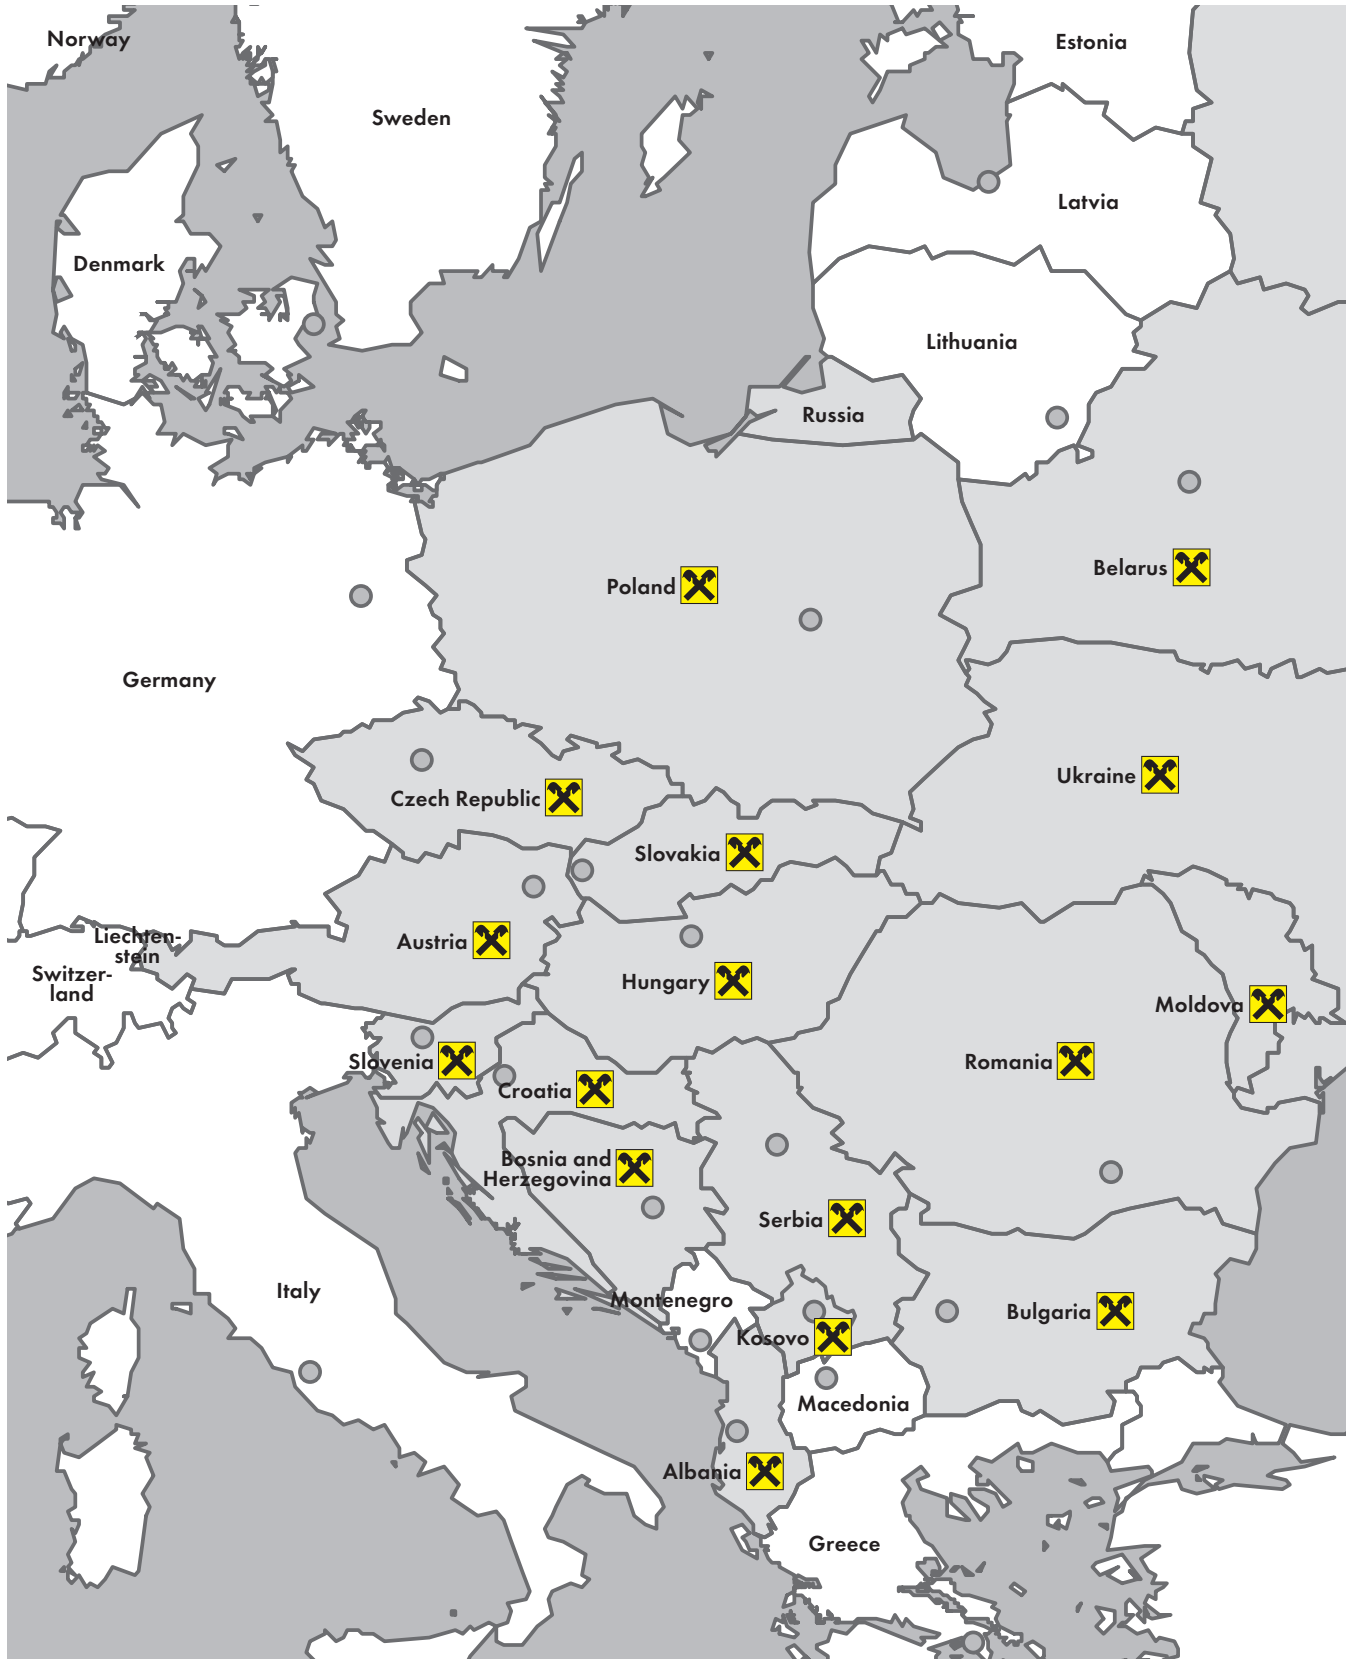 Norway
Estonia
Sweden
Latvia
Denmark
Lithuania
Russia
Belarus
Poland
Germany
Ukraine
Czech Republic
Slovakia
Liechten-
stein
Austria
Switzer-
land
Hungary
Moldova
Slovenia
Romania
Croatia
Bosnia and
Herzegovina
Serbia
Italy
Montenegro
Bulgaria
Kosovo
Macedonia
Albania
Greece